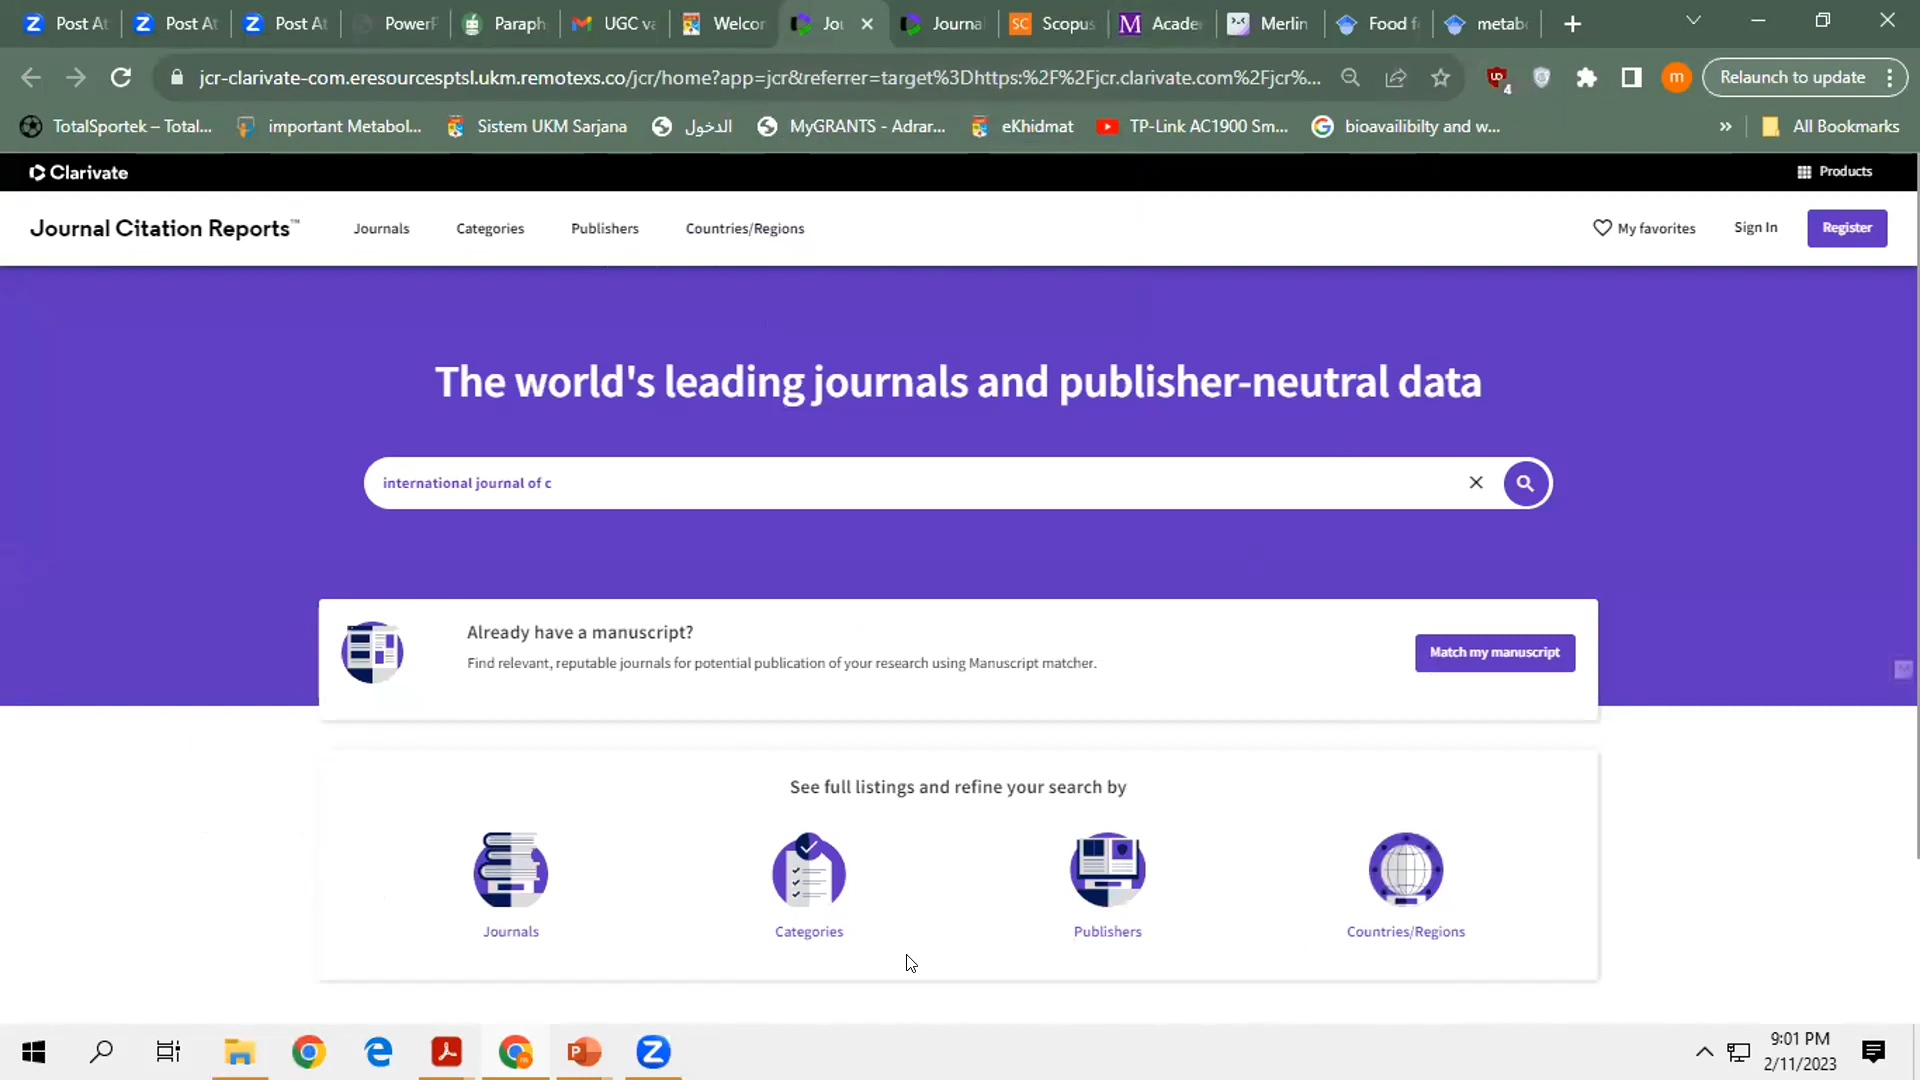 Post At
Post At
Post At
PowerP
Paraph
UGC va
Welcon
Jou
Journal
SC
Scopus
M
Acade
Merlin
Food f
metab
jcr-clarivate-com.eresourcesptsl.ukm.remotexs.co/jcr/home?app=jcr&referrer=target%3Dhttps:%2F%2Fjcr.clarivate.com%2Fjcr%...
4
m
Relaunch to update
TotalSportek – Total...
important Metabol...
Sistem UKM Sarjana
الدخول
MyGRANTS - Adrar...
eKhidmat
TP-Link AC1900 Sm...
bioavailibilty and w...
»
All Bookmarks
Clarivate
Products
Journal Citation Reports™
Journals
Categories
Publishers
Countries/Regions
My favorites
Sign In
Register
The world's leading journals and publisher-neutral data
international journal of c
Already have a manuscript?
Find relevant, reputable journals for potential publication of your research using Manuscript matcher.
Match my manuscript
See full listings and refine your search by
Journals
Categories
Publishers
Countries/Regions
9:01 PM
2/11/2023